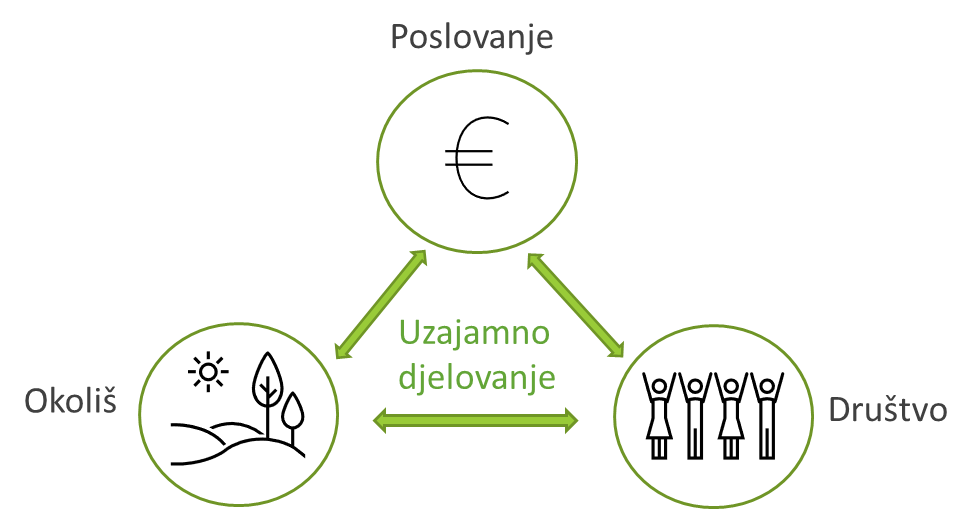 Poslovanje
€
Uzajamno
djelovanje
Okoliš
Društvo